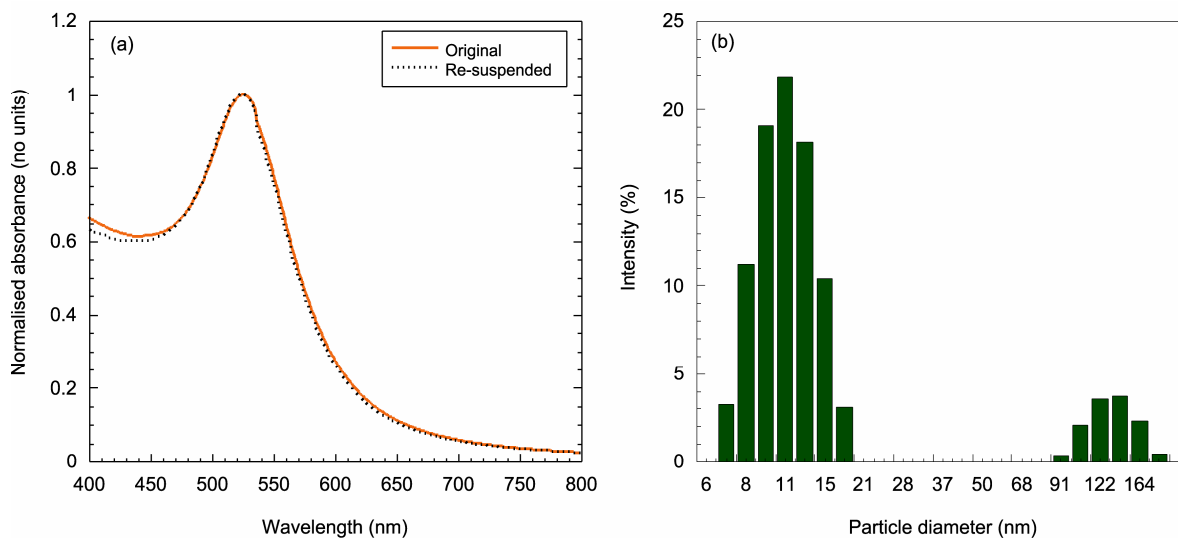 (a)
Original
Re-suspended
1.2
1
0.8
0.6
0.4
0.2
0
400 450 500 550 600 650 700 750 800
Normalised absorbance (no units)
Wavelength (nm)
(b)
25
20
15
10
5
0
6 8 11 15 21 28 37 50 68 91 122 164
Intensity (%)
Particle diameter (nm)